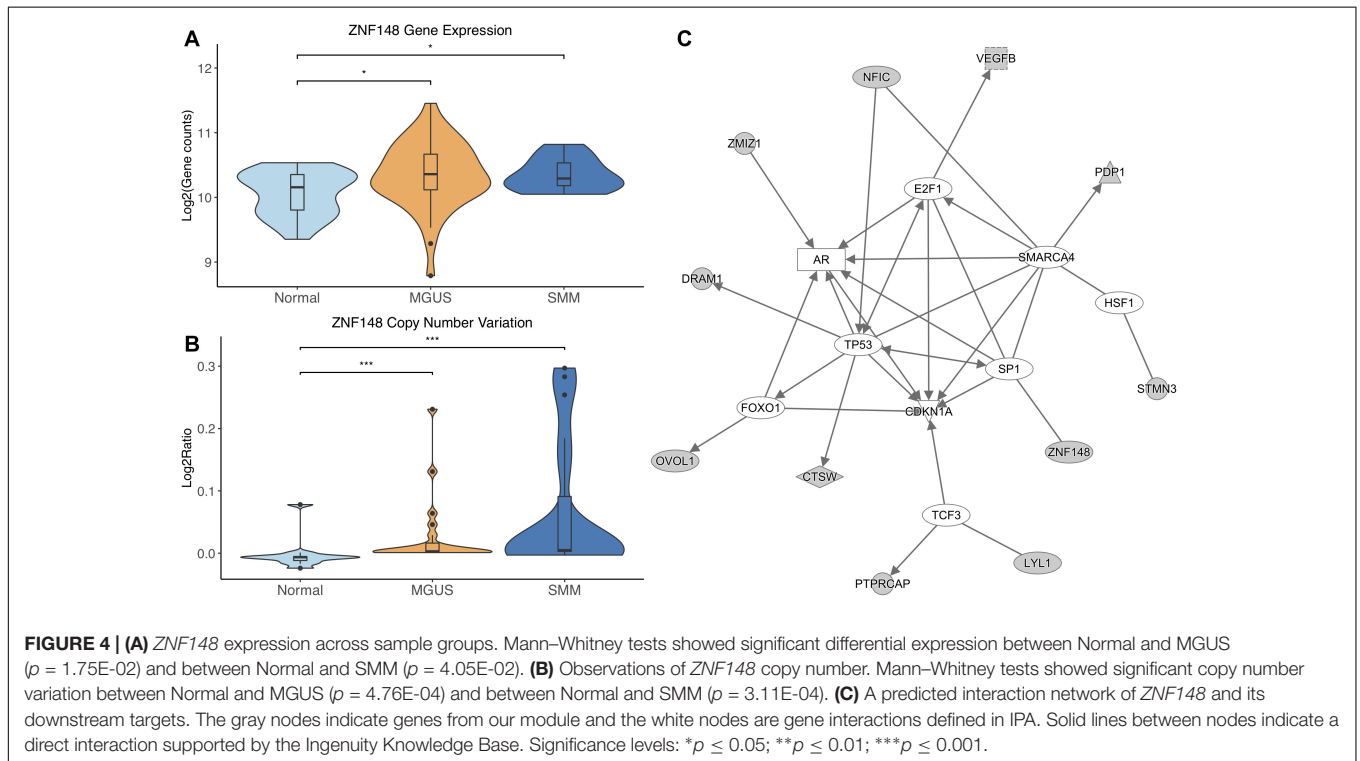 A
ZNF148 Gene Expression
*
*
12
11
10
9
Log2(Gene counts)
Normal
MGUS
SMM
B
ZNF148 Copy Number Variation
***
***
0.3
0.2
0.1
0.0
Log2Ratio
Normal
MGUS
SMM
C
VEGFB
NFIC
ZMIZ1
PDP1
E2F1
AR
SMARCA4
DRAM1
HSF1
TP53
SP1
STMN3
FOXO1
CDKN1A
OVOL1
ZNF148
CTSW
TCF3
LYL1
PTPRCAP
FIGURE 4 | (A) ZNF148 expression across sample groups. Mann–Whitney tests showed significant differential expression between Normal and MGUS
(p = 1.75E-02) and between Normal and SMM (p = 4.05E-02). (B) Observations of ZNF148 copy number. Mann–Whitney tests showed significant copy number
variation between Normal and MGUS (p = 4.76E-04) and between Normal and SMM (p = 3.11E-04). (C) A predicted interaction network of ZNF148 and its
downstream targets. The gray nodes indicate genes from our module and the white nodes are gene interactions defined in IPA. Solid lines between nodes indicate a
direct interaction supported by the Ingenuity Knowledge Base. Significance levels: *p ≤ 0.05; **p ≤ 0.01; ***p ≤ 0.001.